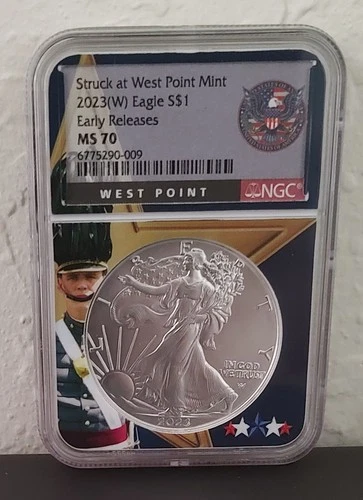 Struck at West Point Mint
2023(W) Eagle S$1
Early Releases
MS 70
6775290-009
WEST POINT
NGC®
LIBERTY
IN GOD
WE TRUST
2023